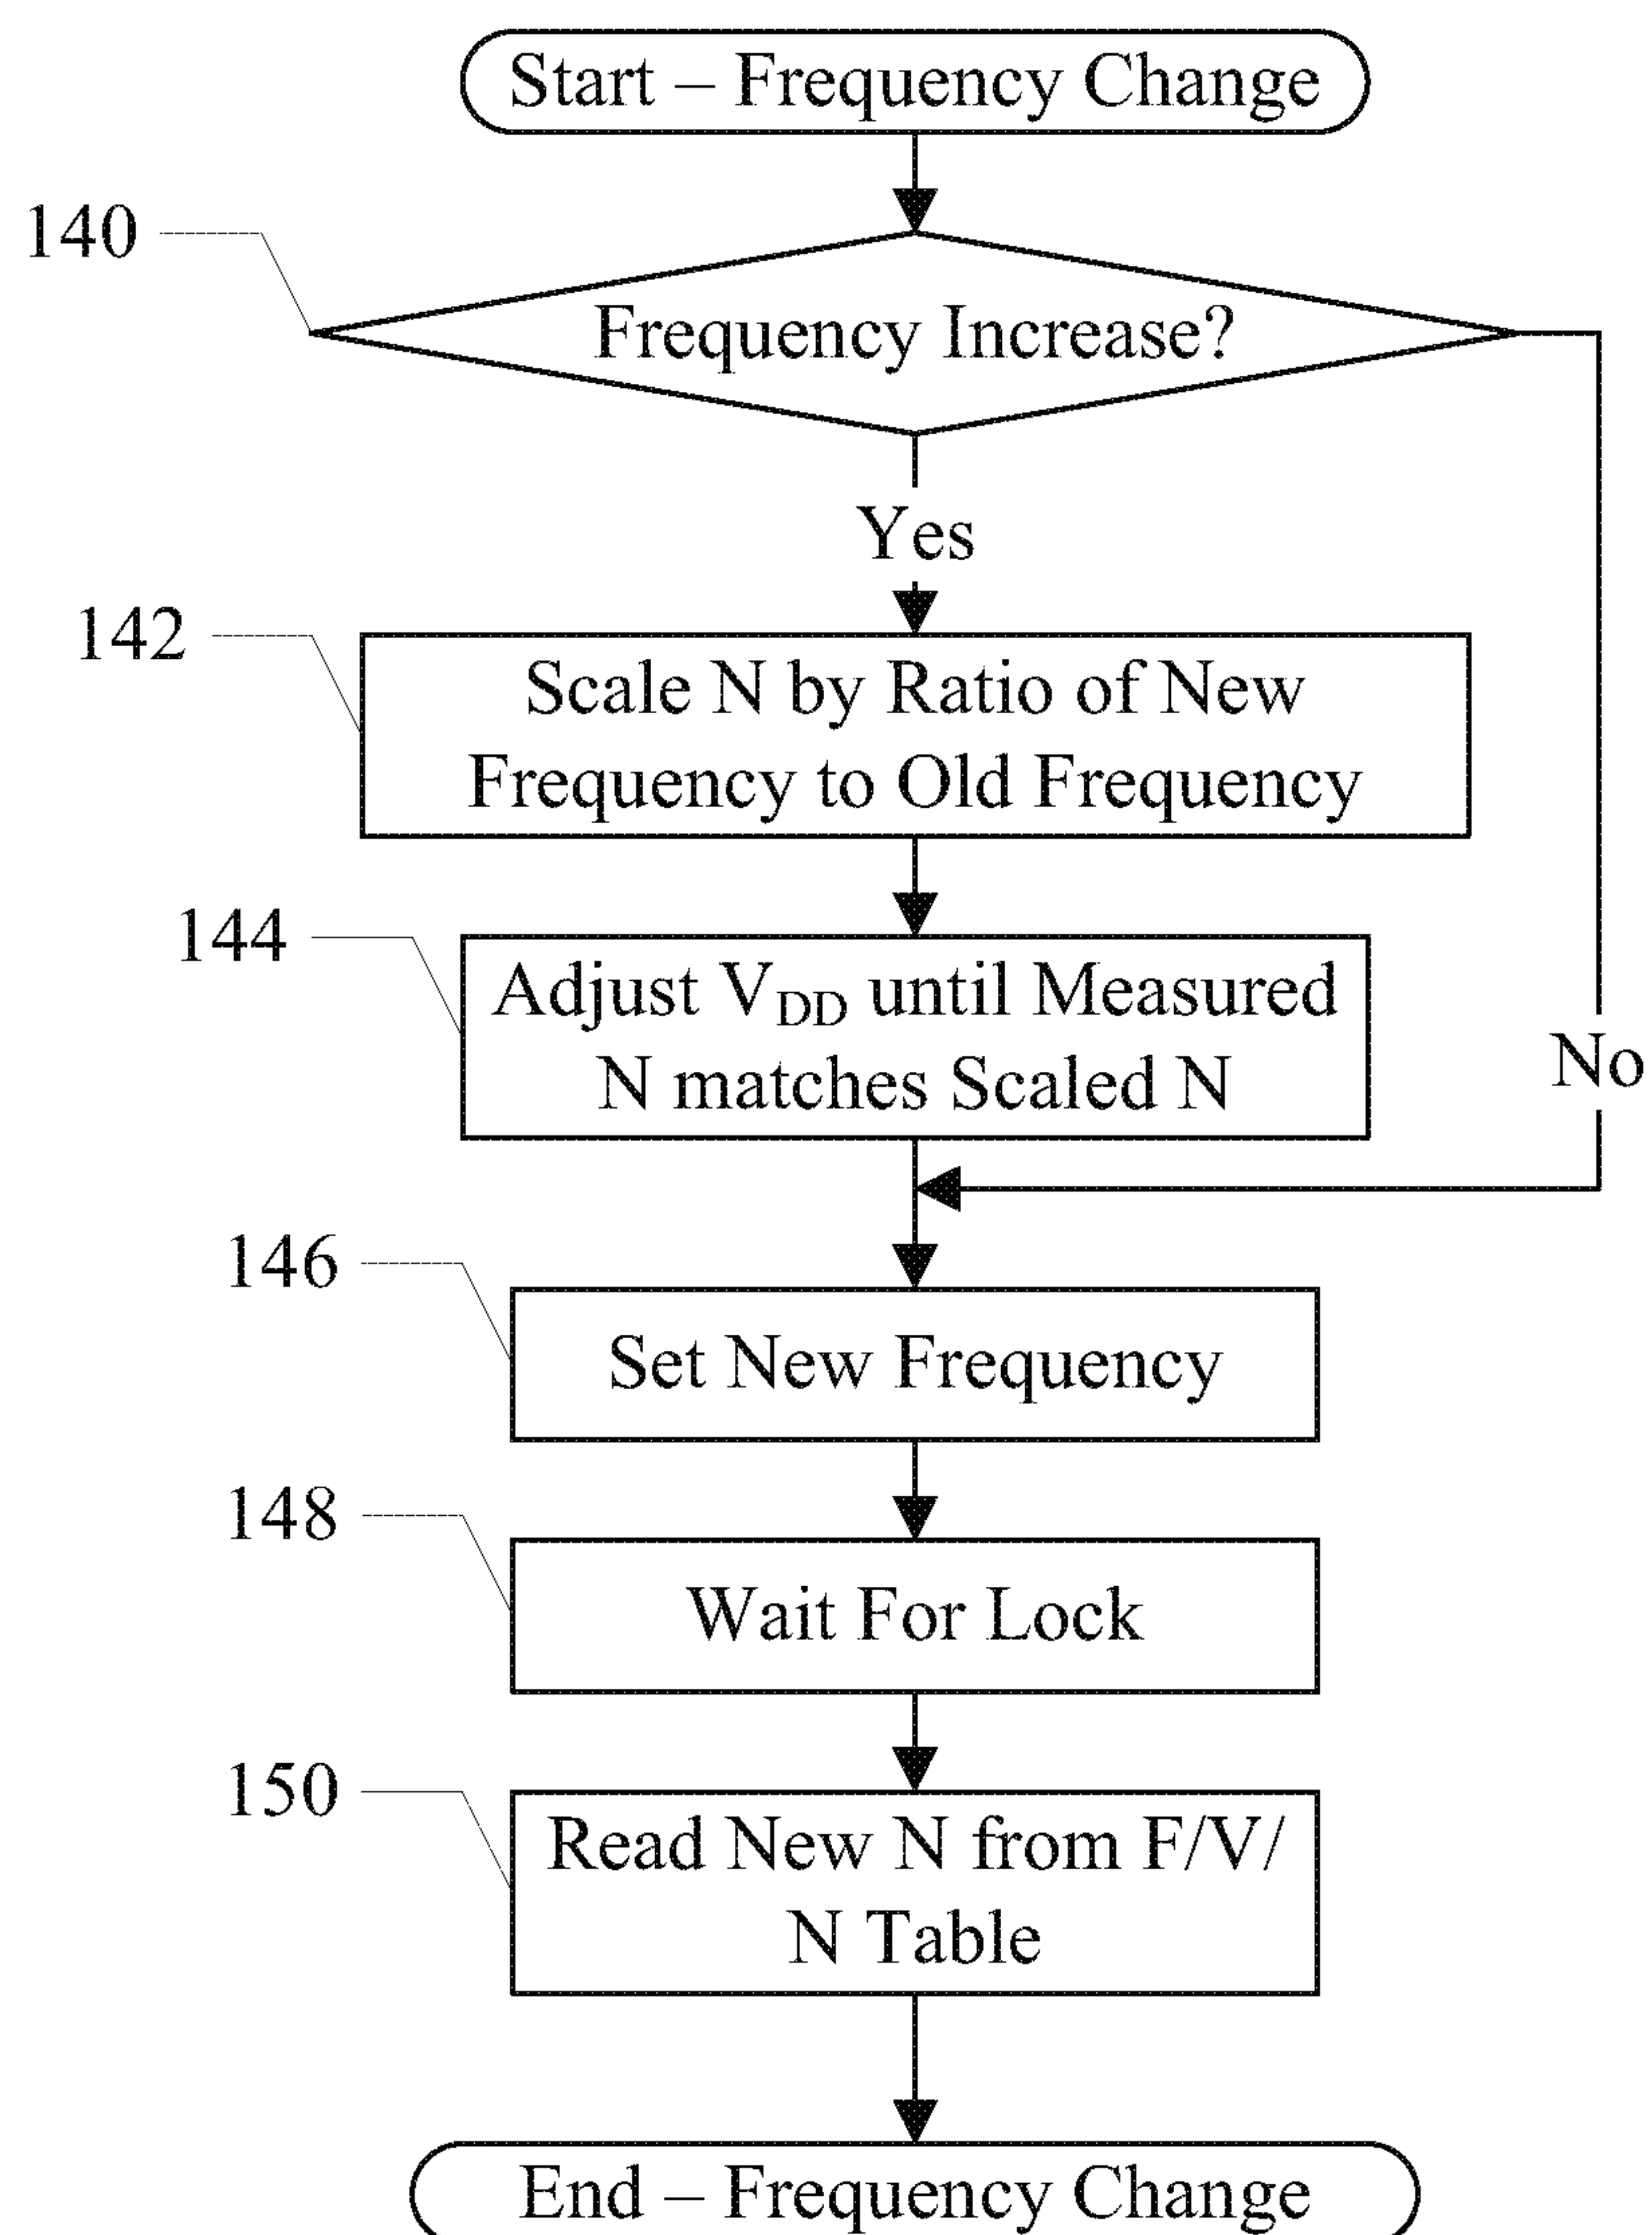 Start – Frequency Change
140
Frequency Increase?
Yes
142
Scale N by Ratio of New
Frequency to Old Frequency
144
Adjust VDD until Measured
N matches Scaled N
No
146
Set New Frequency
148
Wait For Lock
150
Read New N from F/V/
N Table
End – Frequency Change